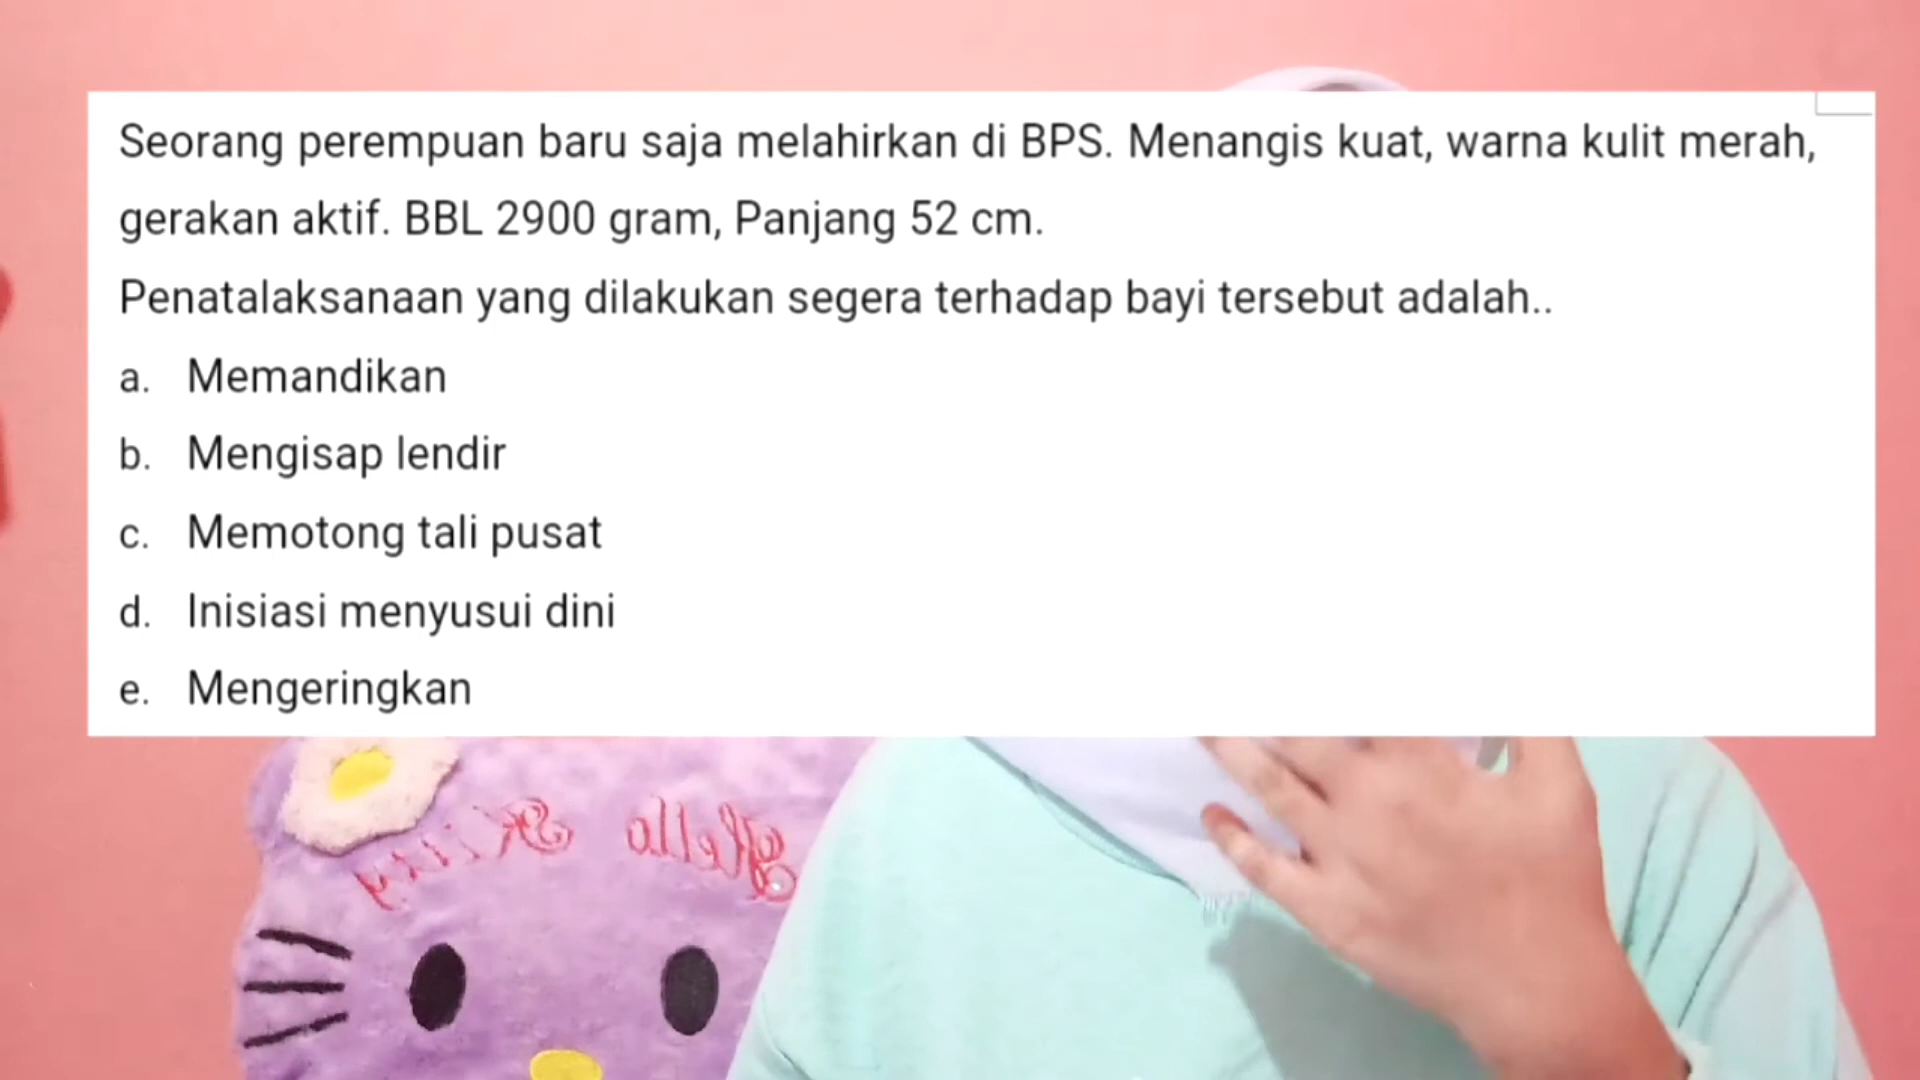 Seorang perempuan baru saja melahirkan di BPS. Menangis kuat, warna kulit merah,
gerakan aktif. BBL 2900 gram, Panjang 52 cm.
Penatalaksanaan yang dilakukan segera terhadap bayi tersebut adalah..
a. Memandikan
b. Mengisap lendir
c. Memotong tali pusat
d. Inisiasi menyusui dini
e. Mengeringkan
Hello Kitty